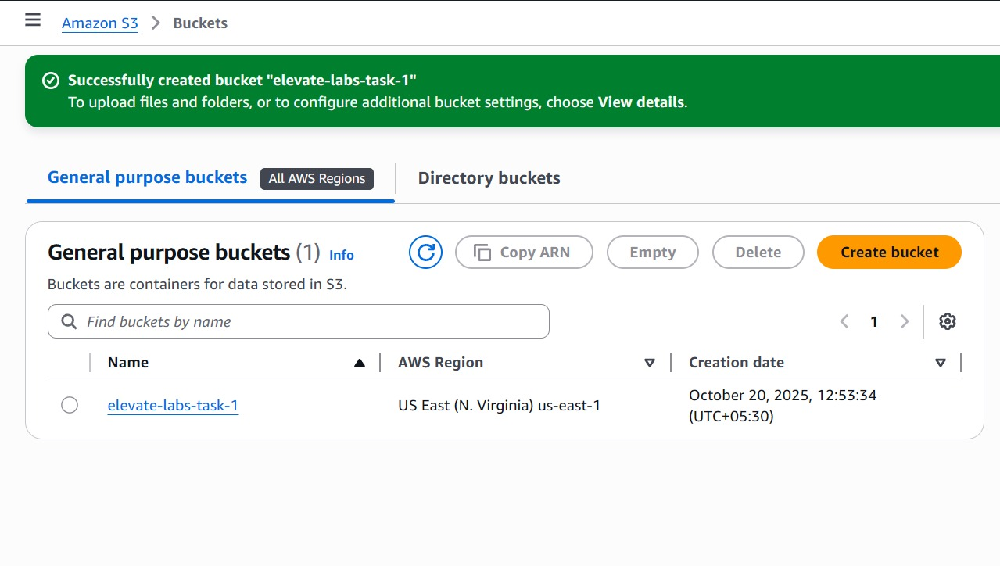 Amazon S3 > Buckets
Successfully created bucket "elevate-labs-task-1"
To upload files and folders, or to configure additional bucket settings, choose View details.
General purpose buckets All AWS Regions Directory buckets
General purpose buckets (1) Info Copy ARN Empty Delete Create bucket
Buckets are containers for data stored in S3.
Find buckets by name 1
Name AWS Region Creation date
elevate-labs-task-1 US East (N. Virginia) us-east-1 October 20, 2025, 12:53:34
(UTC+05:30)